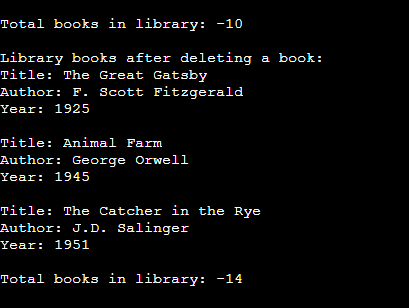 Total books in library: -10
Library books after deleting a book:
Title: The Great Gatsby
Author: F. Scott Fitzgerald
Year: 1925
Title: Animal Farm
Author: George Orwell
Year: 1945
Title: The Catcher in the Rye
Author: J.D. Salinger
Year: 1951
Total books in library: -14